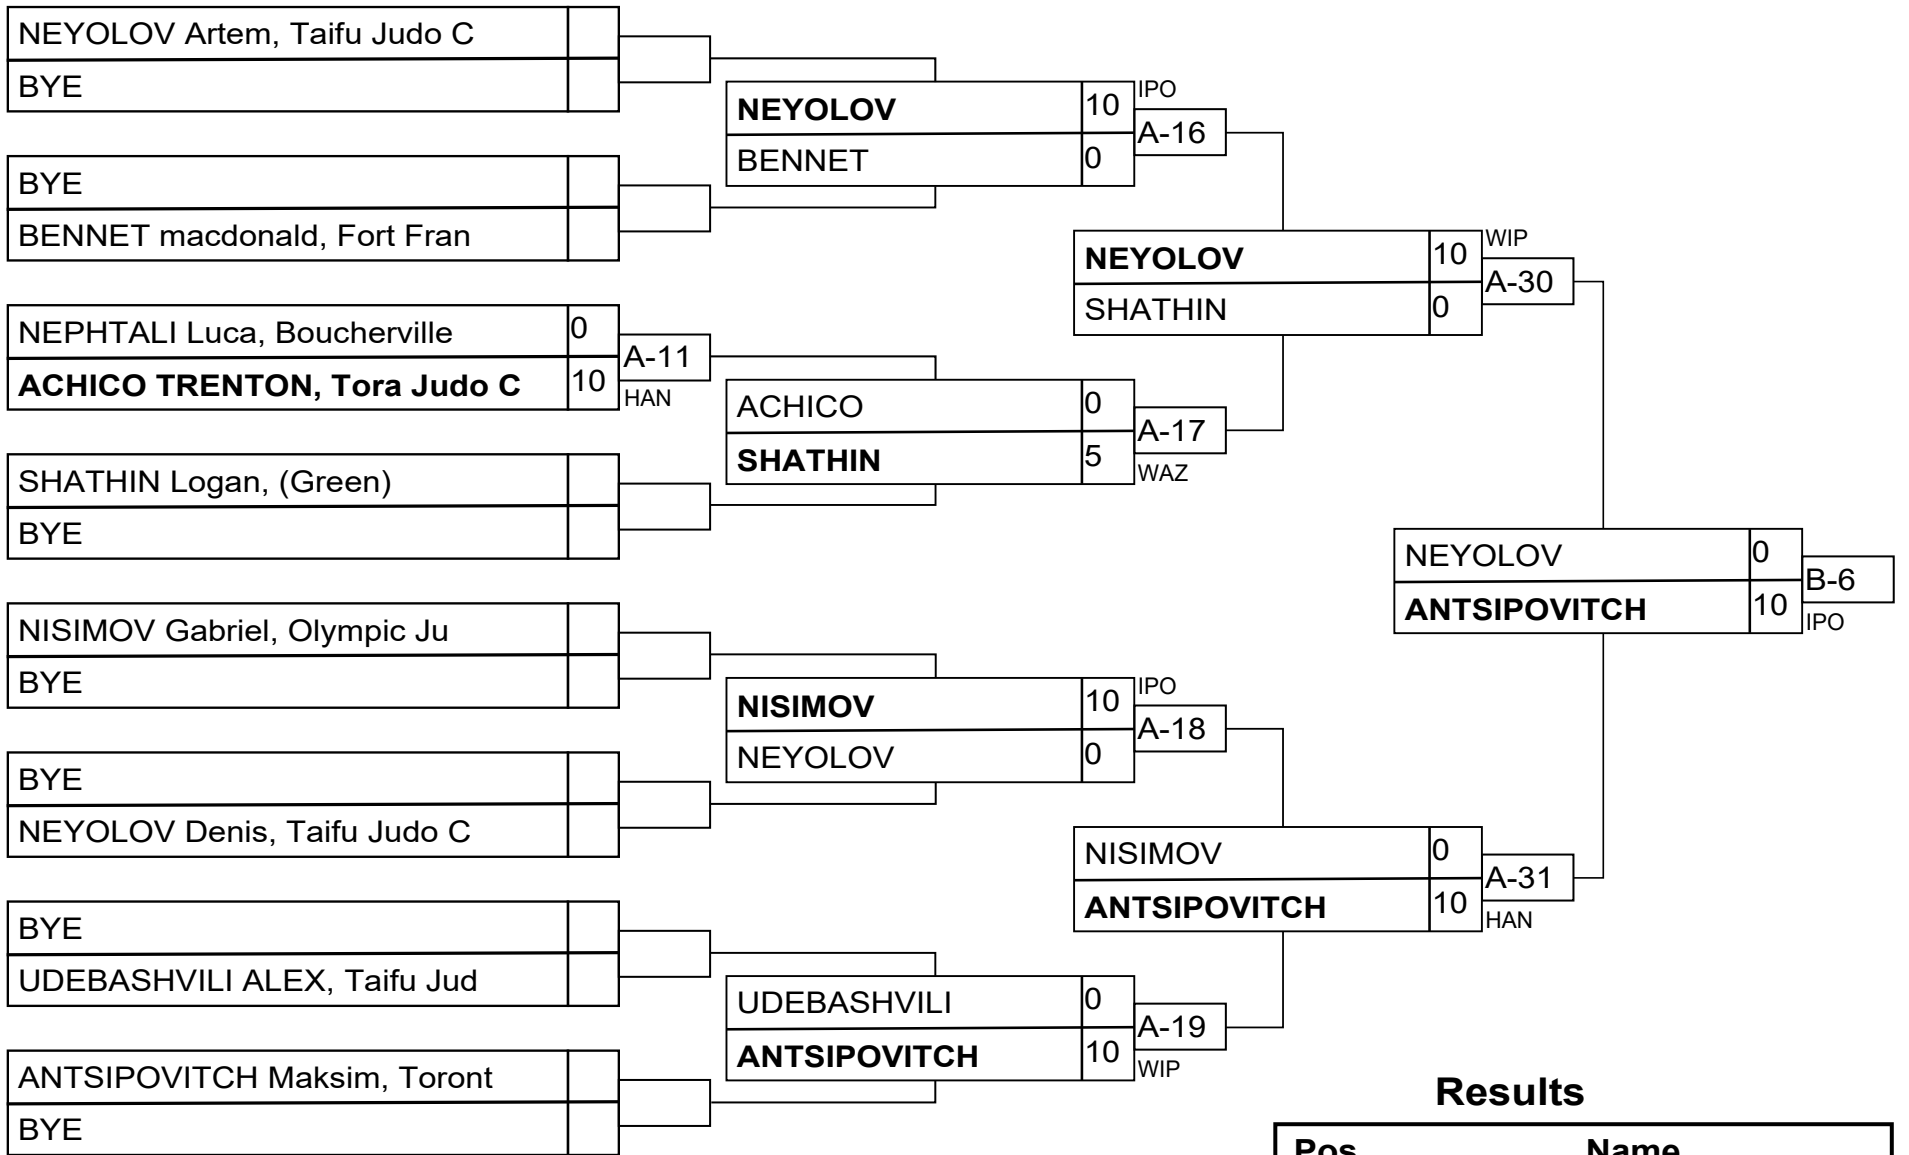 NEYOLOV Artem, Taifu Judo C
BYE
BYE
BENNET macdonald, Fort Fran
NEPHTALI Luca, Boucherville 0
ACHICO TRENTON, Tora Judo C 10
A-11
HAN
SHATHIN Logan, (Green)
BYE
NISIMOV Gabriel, Olympic Ju
BYE
BYE
NEYOLOV Denis, Taifu Judo C
BYE
UDEBASHVILI ALEX, Taifu Jud
ANTSIPOVITCH Maksim, Toront
BYE
NEYOLOV 10
BENNET 0
IPO
A-16
ACHICO 0
SHATHIN 5
A-17
WAZ
NISIMOV 10
NEYOLOV 0
IPO
A-18
UDEBASHVILI 0
ANTSIPOVITCH 10
A-19
WIP
NEYOLOV 10
SHATHIN 0
WIP
A-30
NISIMOV 0
ANTSIPOVITCH 10
A-31
HAN
NEYOLOV 0
ANTSIPOVITCH 10
B-6
IPO
Results
Pos Name